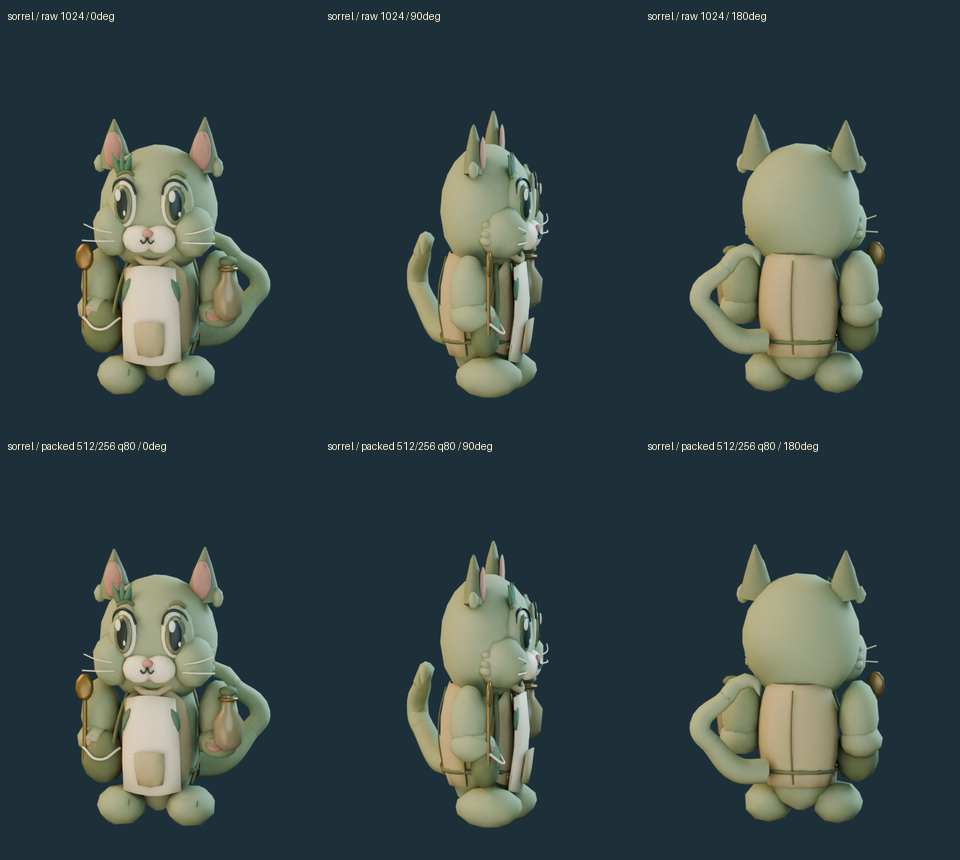 sorrel / raw 1024 / 0deg
sorrel / raw 1024 / 90deg
sorrel / raw 1024 / 180deg
sorrel / packed 512/256 q80 / 0deg
sorrel / packed 512/256 q80 / 90deg
sorrel / packed 512/256 q80 / 180deg